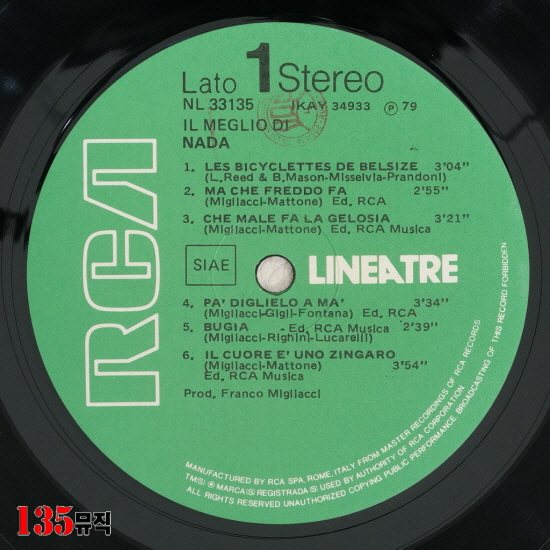 RCA
Lato 1 Stereo
NL 33135 JKAY 34933 Ⓟ 79
IL MEGLIO DI
NADA
1. LES BICYCLETTES DE BELSIZE 3'04"
(L.Reed & B.Mason-Misselvia-Prandoni)
2. MA CHE FREDDO FA 2'55"
(Migliacci-Mattone) Ed. RCA
3. CHE MALE FA LA GELOSIA 3'21"
(Migliacci-Mattone) Ed. RCA Musica
SIAE LINEATRE
4. PA' DIGLIELO A MA' 3'34"
(Migliacci-Gigli-Fontana) Ed. RCA
5. BUGIA -Ed. RCA Musica 2'39"
(Migliacci-Righini-Lucarelli)
6. IL CUORE E' UNO ZINGARO
(Migliacci-Mattone) 3'54"
Ed. RCA Musica
Prod. Franco Migliacci
MANUFACTURED BY RCA SPA, ROME, ITALY FROM MASTER RECORDINGS OF RCA RECORDS
TM(S) ® MARCA(S) REGISTRADA(S) USED BY AUTHORITY OF RCA CORPORATION
ALL RIGHTS RESERVED UNAUTHORIZED COPYING PUBLIC PERFORMANCE, BROADCASTING OF THIS RECORD FORBIDDEN
135뮤직